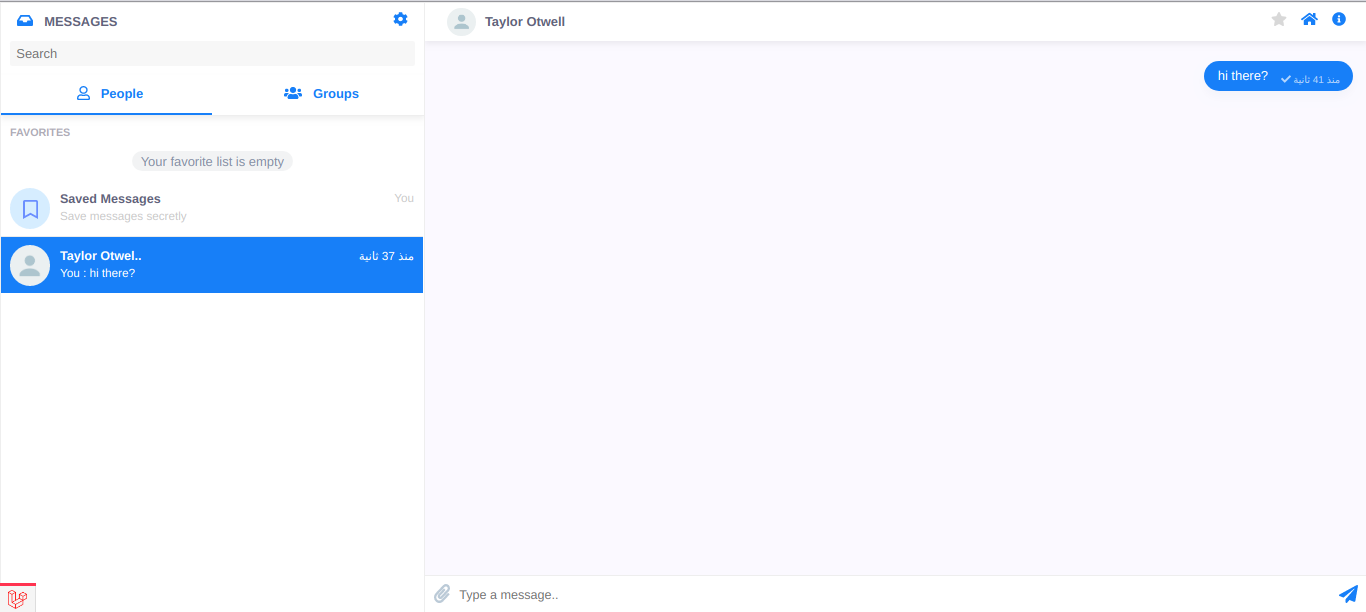 MESSAGES
Search
People
Groups
FAVORITES
Your favorite list is empty
Saved Messages
You
Save messages secretly
Taylor Otwel..
منذ 37 ثانية
You : hi there?
Taylor Otwell
hi there?
منذ 41 ثانية
Type a message..